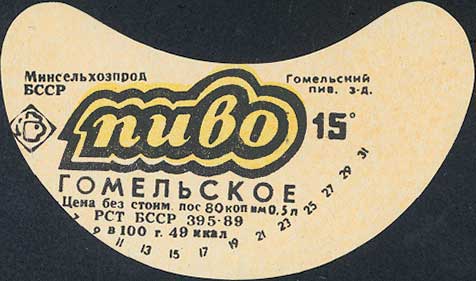 Минсельхозпрод
БССР
Гомельский
пив. з-д.
пиво
15°
ГОМЕЛЬСКОЕ
Цена без стоим. пос 80 коп вм 0,5 л
РСТ БССР 395-89
в 100 г. 49 ккал
7 9 11 13 15 17 19 21 23 25 27 29 31